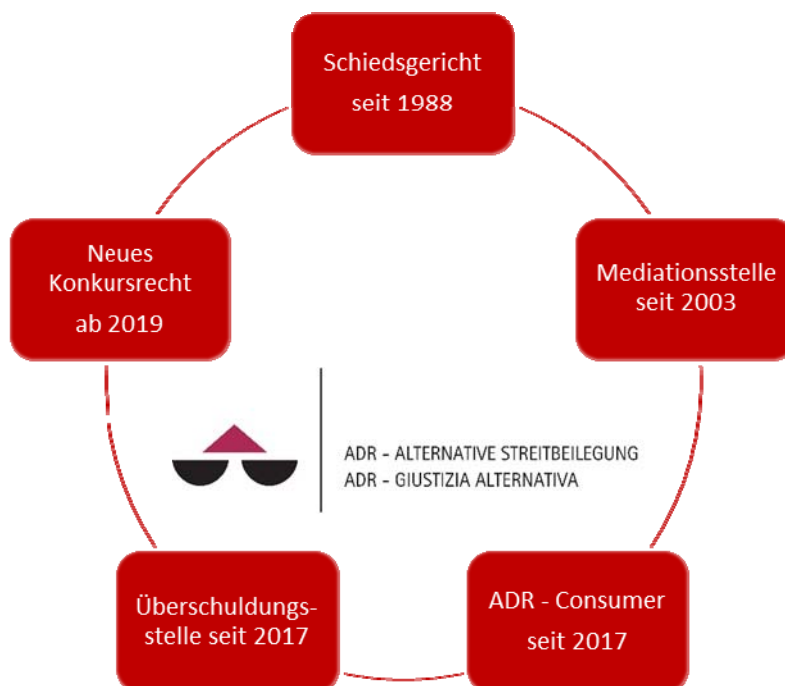 Schiedsgericht
seit 1988
Neues
Konkursrecht
ab 2019
Mediationsstelle
seit 2003
ADR – ALTERNATIVE STREITBEILEGUNG
ADR – GIUSTIZIA ALTERNATIVA
Überschuldungs-
stelle seit 2017
ADR - Consumer
seit 2017